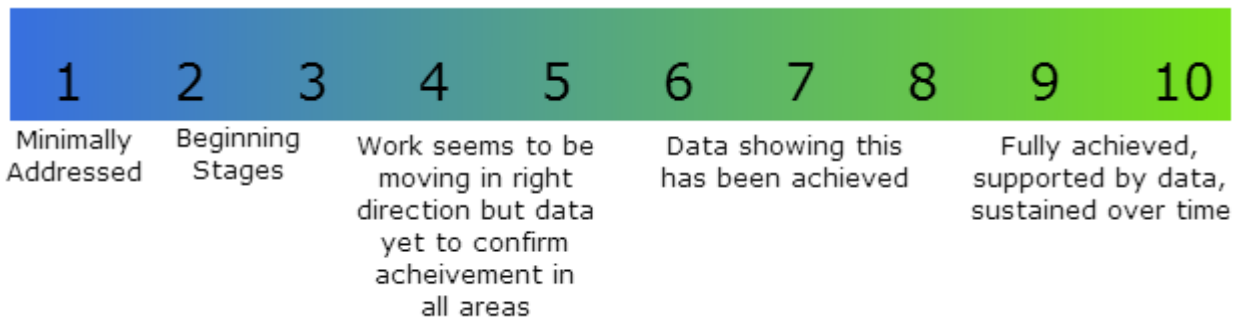 1 2 3 4 5 6 7 8 9 10
Minimally
Addressed
Beginning
Stages
Work seems to be
moving in right
direction but data
yet to confirm
acheivement in
all areas
Data showing this
has been achieved
Fully achieved,
supported by data,
sustained over time